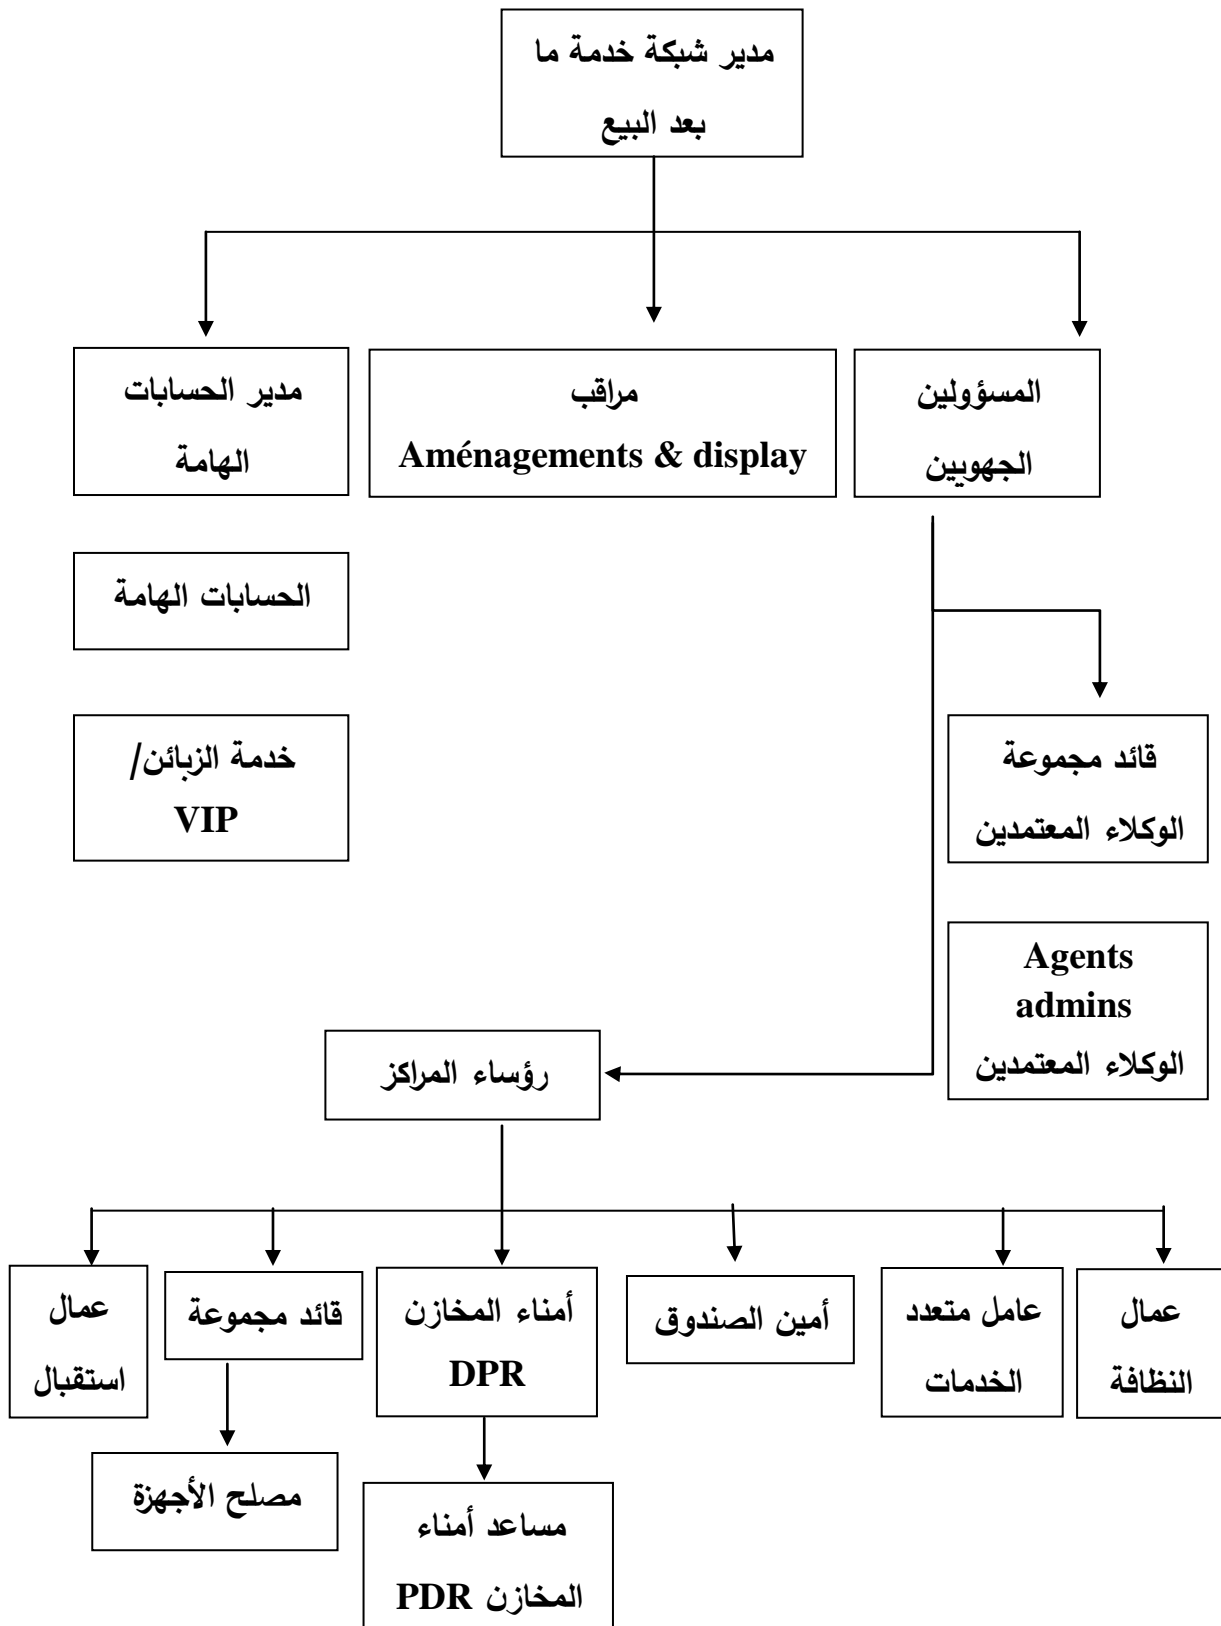 مدير شبكة خدمة ما
بعد البيع
المسؤولين
الجهويين
مراقب
Aménagements & display
مدير الحسابات
الهامة
الحسابات الهامة
خدمة الزبائن/
VIP
قائد مجموعة
الوكلاء المعتمدين
Agents
admins
الوكلاء المعتمدين
رؤساء المراكز
عمال
النظافة
عامل متعدد
الخدمات
أمين الصندوق
أمناء المخازن
DPR
قائد مجموعة
عمال
استقبال
مصلح الأجهزة
مساعد أمناء
المخازن PDR